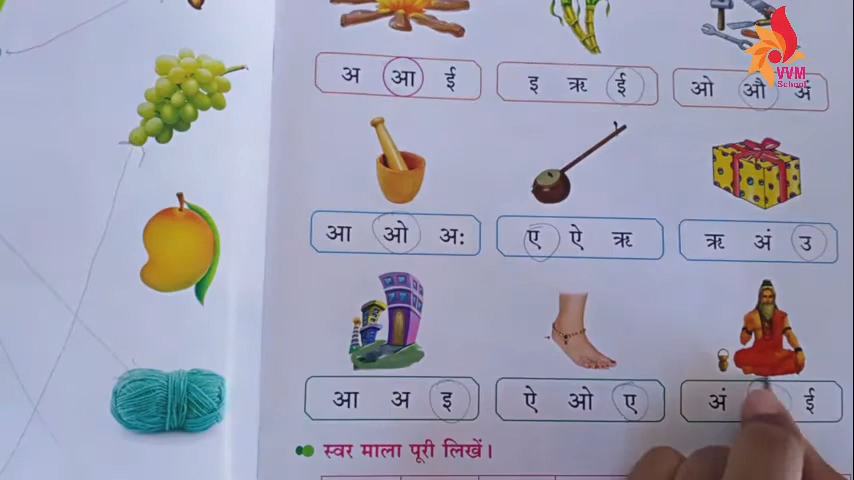 VVM
School
अ आ ई
इ ऋ ई
ओ औ अं
आ ओ अः
ए ऐ ऋ
ऋ अं उ
आ अ इ
ऐ ओ ए
अं ई
स्वर माला पूरी लिखें।